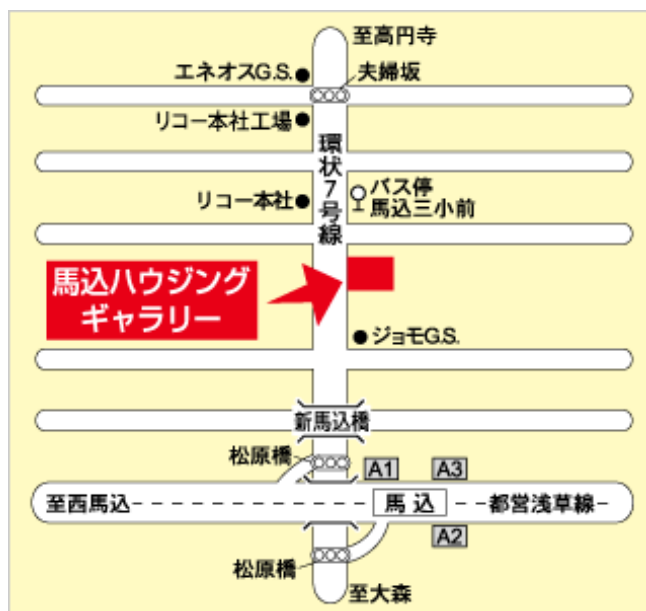 至高円寺
エネオスG.S.
夫婦坂
リコー本社工場
環状7号線
リコー本社
バス停
馬込三小前
馬込ハウジング
ギャラリー
ジョモG.S.
新馬込橋
松原橋
A1
A3
至西馬込
馬込
都営浅草線
A2
松原橋
至大森